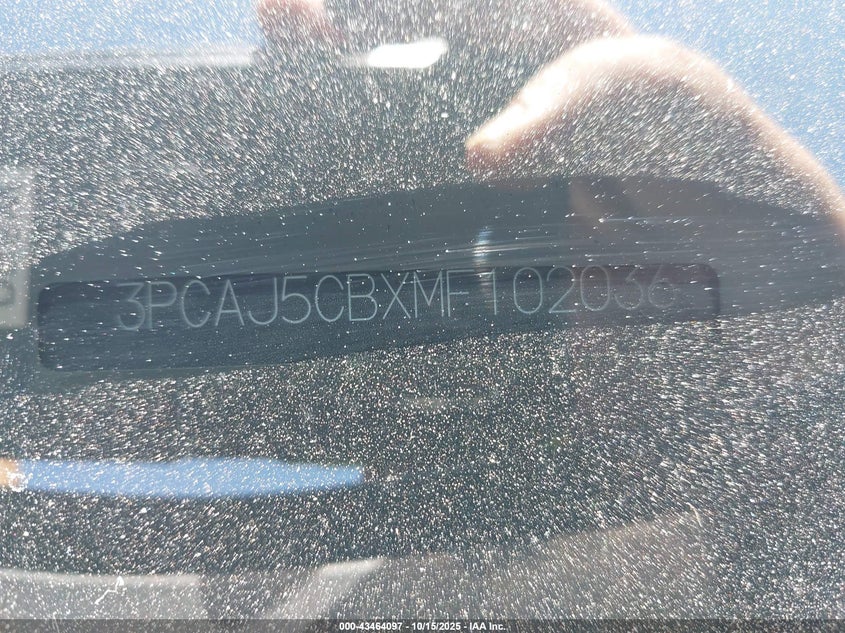 3PCAJ5CBXMF102036
P
000-43464097 - 10/15/2025 - IAA Inc.